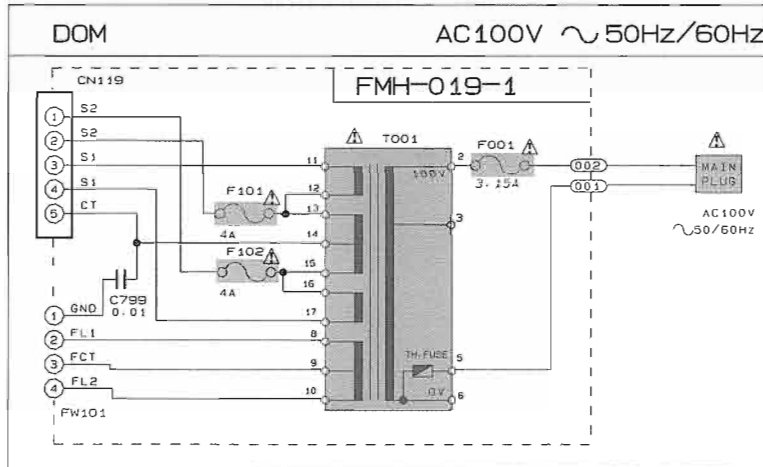 DOM
AC100V ∿ 50Hz/60Hz
CN119
FMH-019-1
1 S2
2 S2
3 S1
4 S1
5 CT
T001
11
12
13
14
15
16
17
8
9
10
F101
4A
F102
4A
C799
0.01
1 GND
2 FL1
3 FCT
4 FL2
FW101
2
100V
3
TH.FUSE
5
0V
6
F001
3.15A
002
001
MAIN
PLUG
AC100V
∿50/60Hz